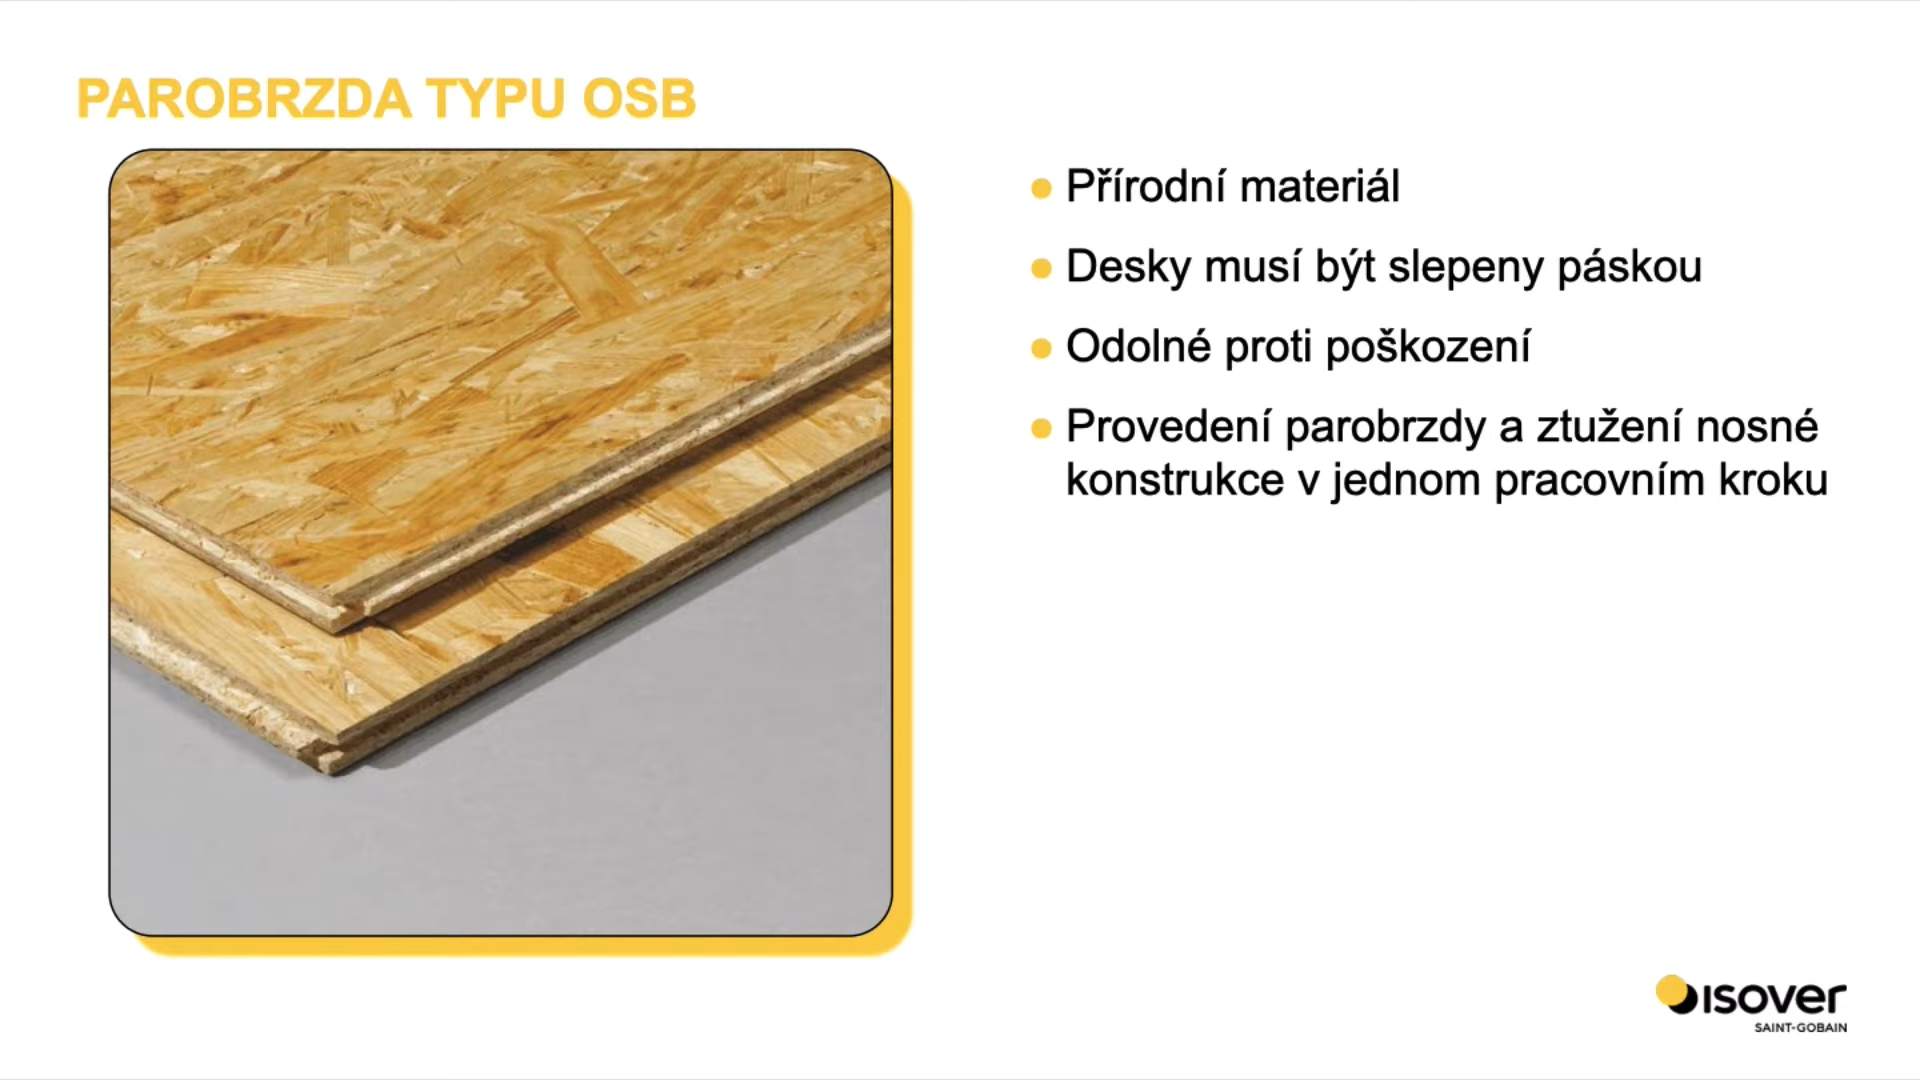 PAROBRZDA TYPU OSB
Přírodní materiál
Desky musí být slepeny páskou
Odolné proti poškození
Provedení parobrzdy a ztužení nosné
konstrukce v jednom pracovním kroku
isover
SAINT-GOBAIN